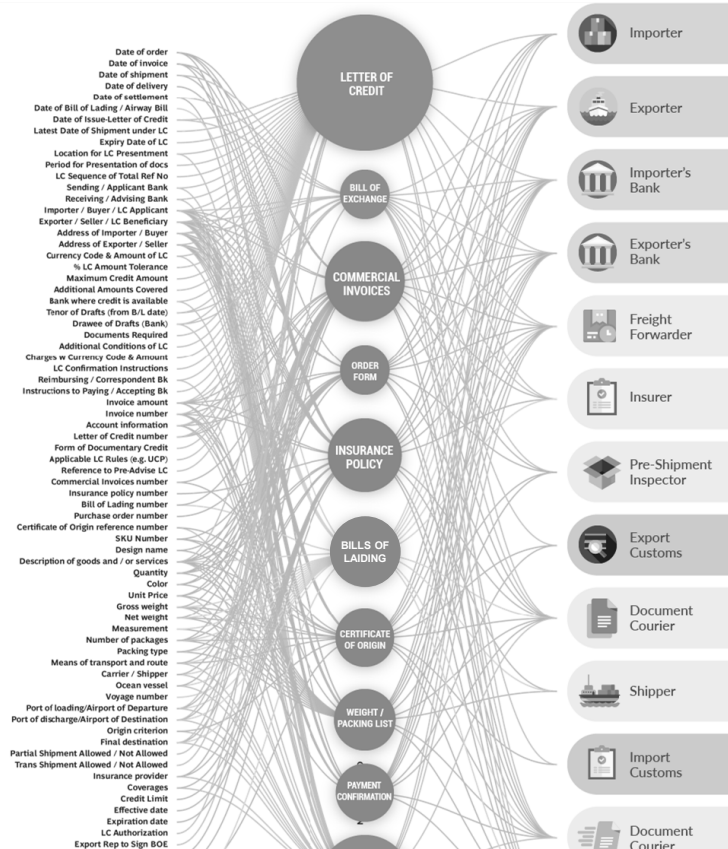 Date of order
Date of invoice
Date of shipment
Date of delivery
Date of settlement
Date of Bill of Lading / Airway Bill
Date of Issue-Letter of Credit
Latest Date of Shipment under LC
Expiry Date of LC
Location for LC Presentment
Period for Presentation of docs
LC Sequence of Total Ref No
Sending / Applicant Bank
Receiving / Advising Bank
Importer / Buyer / LC Applicant
Exporter / Seller / LC Beneficiary
Address of Importer / Buyer
Address of Exporter / Seller
Currency Code & Amount of LC
% LC Amount Tolerance
Maximum Credit Amount
Additional Amounts Covered
Bank where credit is available
Tenor of Drafts (from B/L date)
Drawee of Drafts (Bank)
Documents Required
Additional Conditions of LC
Charges w Currency Code & Amount
LC Confirmation Instructions
Reimbursing / Correspondent Bk
Instructions to Paying / Accepting Bk
Invoice amount
Invoice number
Account information
Letter of Credit number
Form of Documentary Credit
Applicable LC Rules (e.g. UCP)
Reference to Pre-Advise LC
Commercial Invoices number
Insurance policy number
Bill of Lading number
Purchase order number
Certificate of Origin reference number
SKU Number
Design name
Description of goods and / or services
Quantity
Color
Unit Price
Gross weight
Net weight
Measurement
Number of packages
Packing type
Means of transport and route
Carrier / Shipper
Ocean vessel
Voyage number
Port of loading/Airport of Departure
Port of discharge/Airport of Destination
Origin criterion
Final destination
Partial Shipment Allowed / Not Allowed
Trans Shipment Allowed / Not Allowed
Insurance provider
Coverages
Credit Limit
Effective date
Expiration date
LC Authorization
Export Rep to Sign BOE
LETTER OF
CREDIT
BILL OF
EXCHANGE
COMMERCIAL
INVOICES
ORDER
FORM
INSURANCE
POLICY
BILLS OF
LAIDING
CERTIFICATE
OF ORIGIN
WEIGHT /
PACKING LIST
PAYMENT
CONFIRMATION
Importer
Exporter
Importer's
Bank
Exporter's
Bank
Freight
Forwarder
Insurer
Pre-Shipment
Inspector
Export
Customs
Document
Courier
Shipper
Import
Customs
Document
Courier